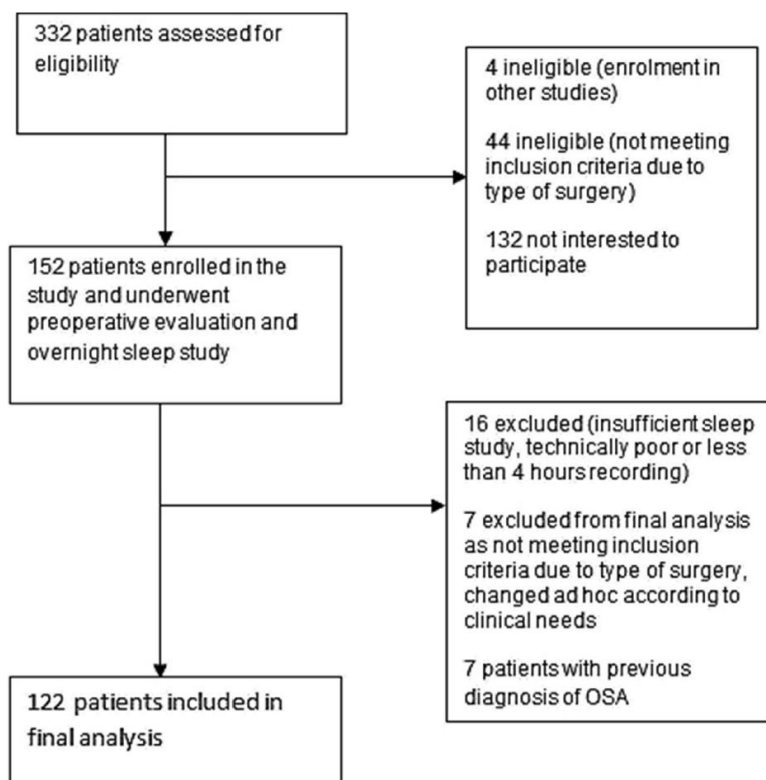 332 patients assessed for
eligibility
4 ineligible (enrolment in
other studies)
44 ineligible (not meeting
inclusion criteria due to
type of surgery)
132 not interested to
participate
152 patients enrolled in the
study and underwent
preoperative evaluation and
overnight sleep study
16 excluded (insufficient sleep
study, technically poor or less
than 4 hours recording)
7 excluded from final analysis
as not meeting inclusion
criteria due to type of surgery,
changed ad hoc according to
clinical needs
7 patients with previous
diagnosis of OSA
122 patients included in
final analysis